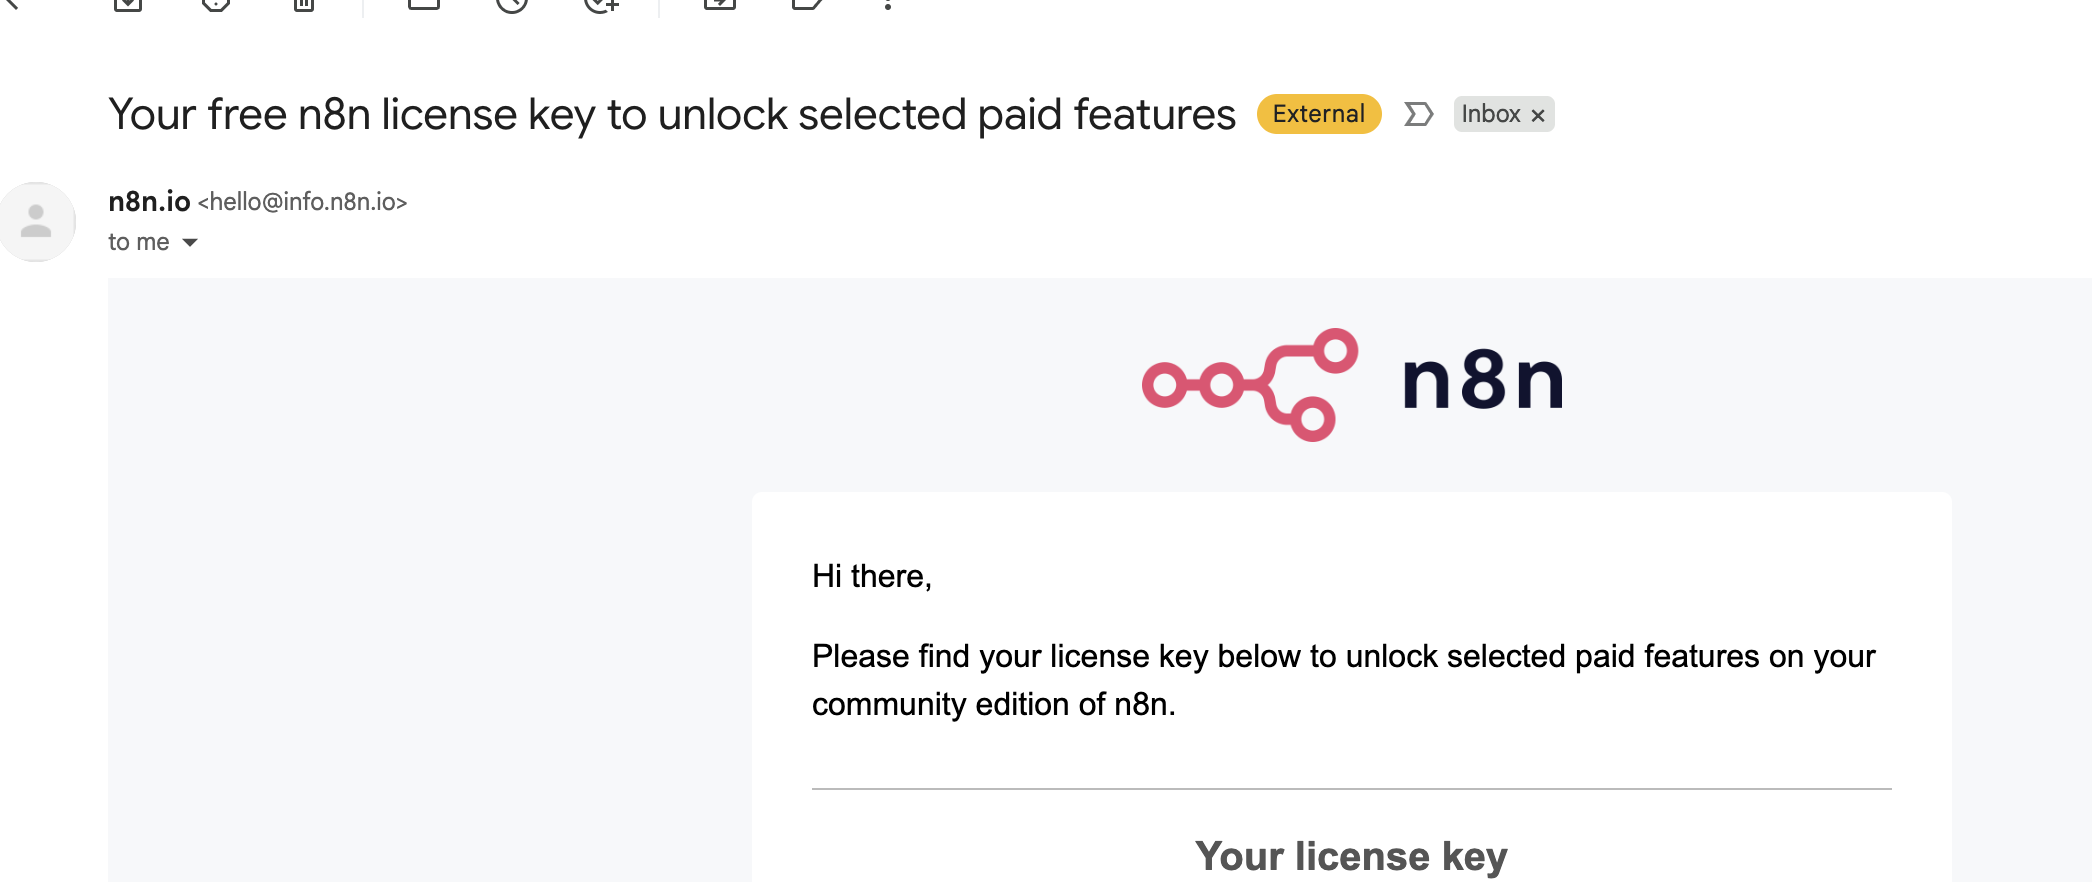 Your free n8n license key to unlock selected paid features External Inbox ×
n8n.io <hello@info.n8n.io>
to me
n8n
Hi there,
Please find your license key below to unlock selected paid features on your
community edition of n8n.
Your license key